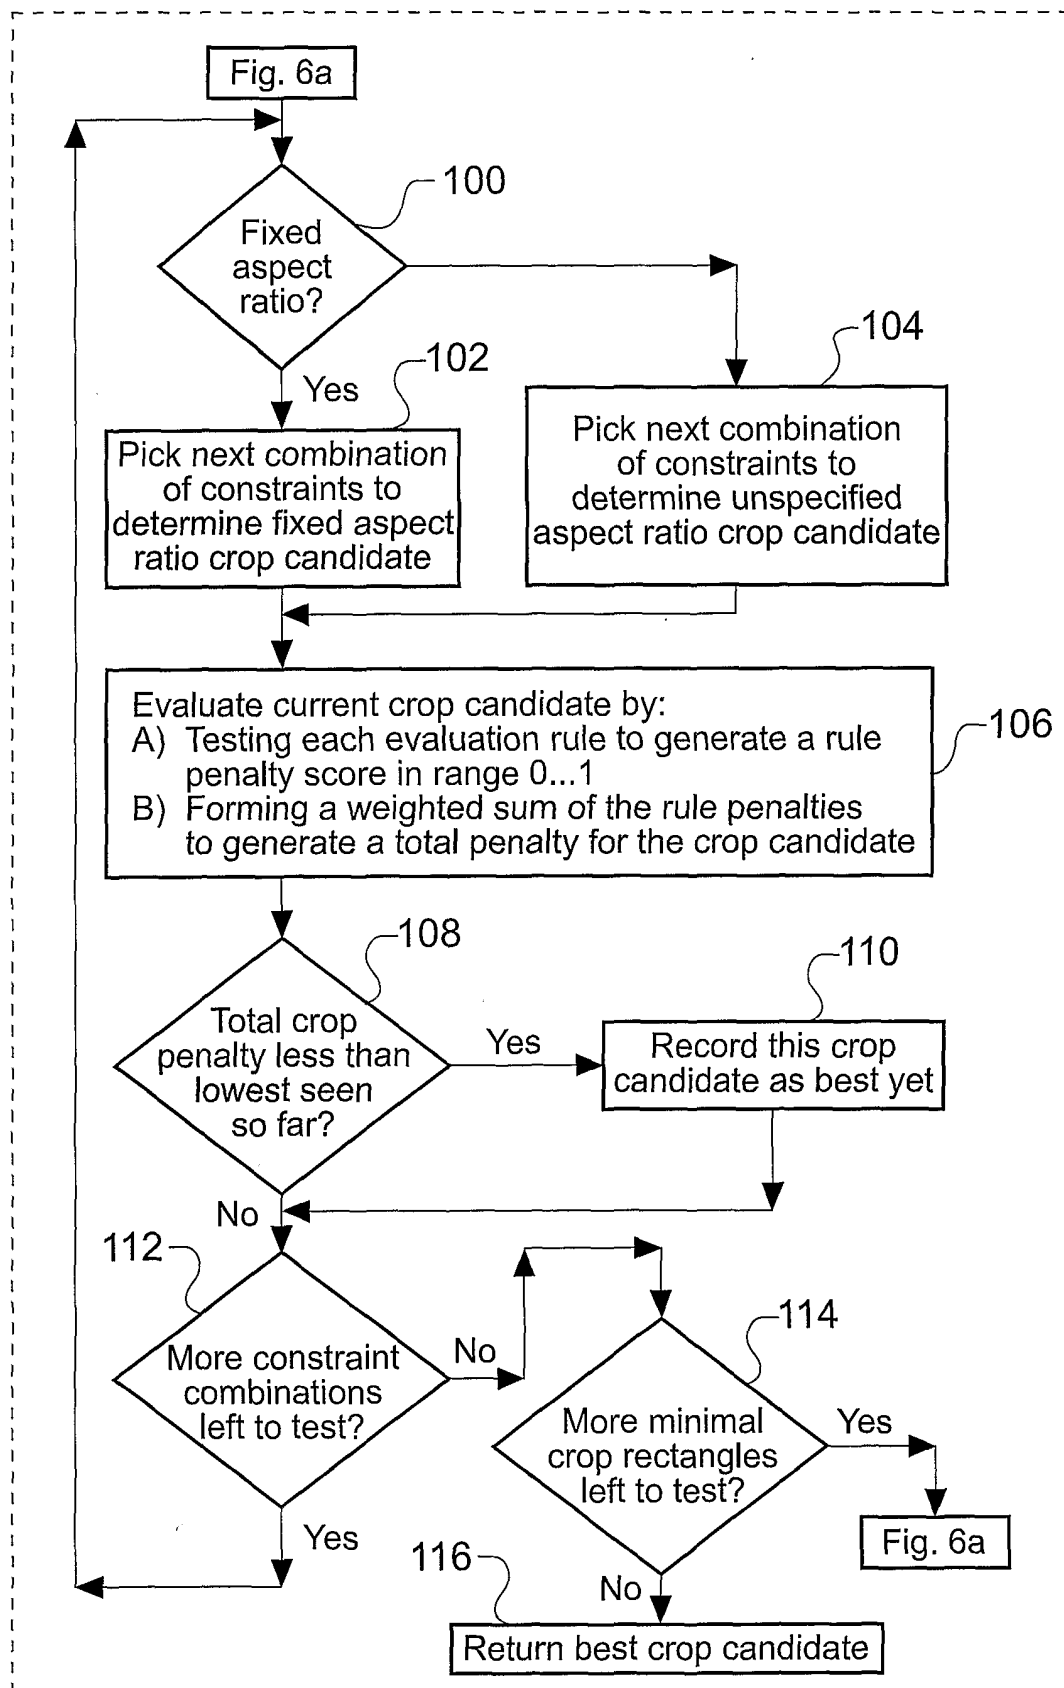 Fig. 6a
100
Fixed
aspect
ratio?
Yes
102
Pick next combination
of constraints to
determine fixed aspect
ratio crop candidate
104
Pick next combination
of constraints to
determine unspecified
aspect ratio crop candidate
Evaluate current crop candidate by:
A) Testing each evaluation rule to generate a rule
penalty score in range 0...1
B) Forming a weighted sum of the rule penalties
to generate a total penalty for the crop candidate
106
108
Total crop
penalty less than
lowest seen
so far?
Yes
110
Record this crop
candidate as best yet
No
112
More constraint
combinations
left to test?
No
Yes
114
More minimal
crop rectangles
left to test?
Yes
Fig. 6a
No
116
Return best crop candidate